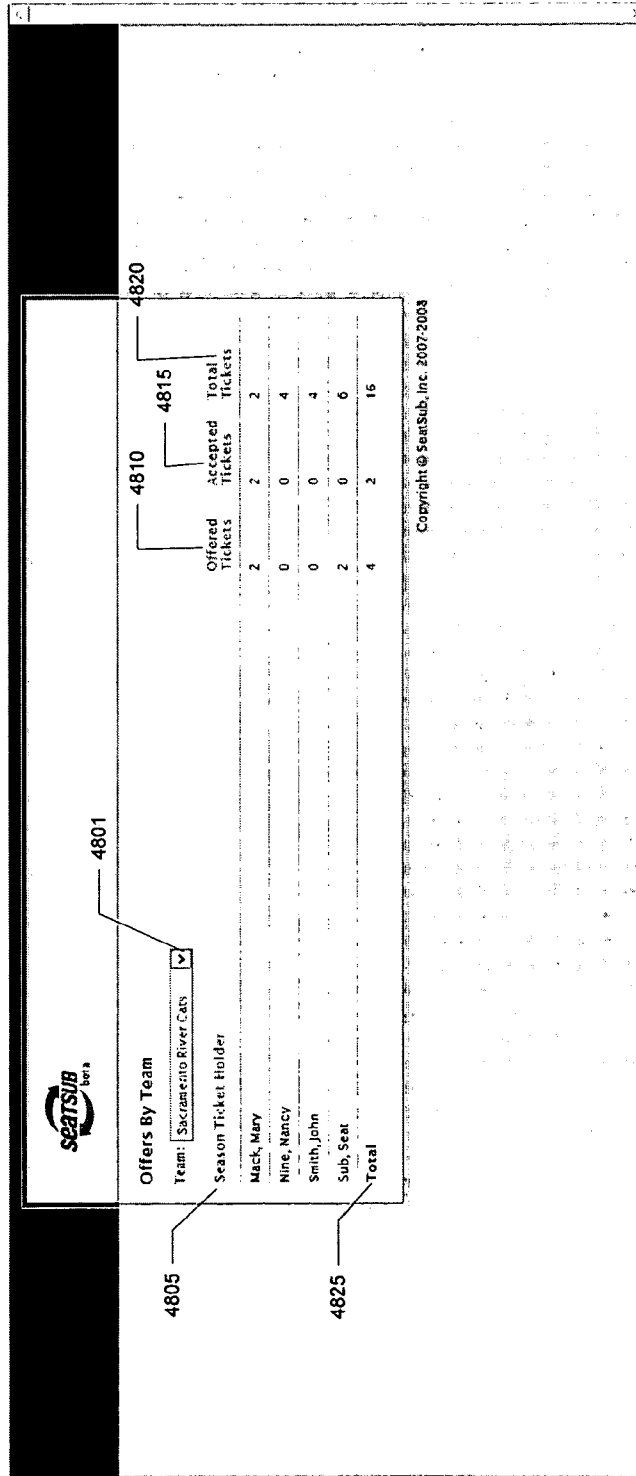 seatsub
beta
Offers By Team
Team: Sacramento River Cats
4801
4805
Season Ticket Holder
4810
Offered Tickets
4815
Accepted Tickets
4820
Total Tickets
Mack, Mary 2 2 2
Nine, Nancy 0 0 4
Smith, John 0 0 4
Sub, Seat 2 0 6
4825
Total 4 2 16
Copyright © SeatSub, Inc. 2007-2008